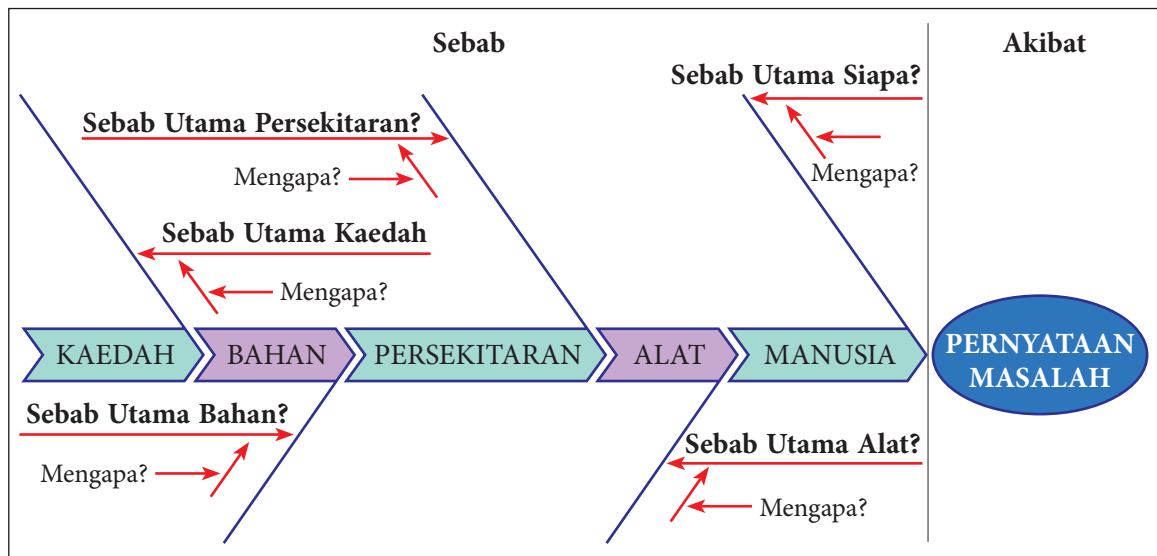 Sebab
Akibat
Sebab Utama Siapa?
Mengapa?
Sebab Utama Persekitaran?
Mengapa?
Sebab Utama Kaedah
Mengapa?
KAEDAH
BAHAN
PERSEKITARAN
ALAT
MANUSIA
PERNYATAAN
MASALAH
Sebab Utama Bahan?
Mengapa?
Sebab Utama Alat?
Mengapa?